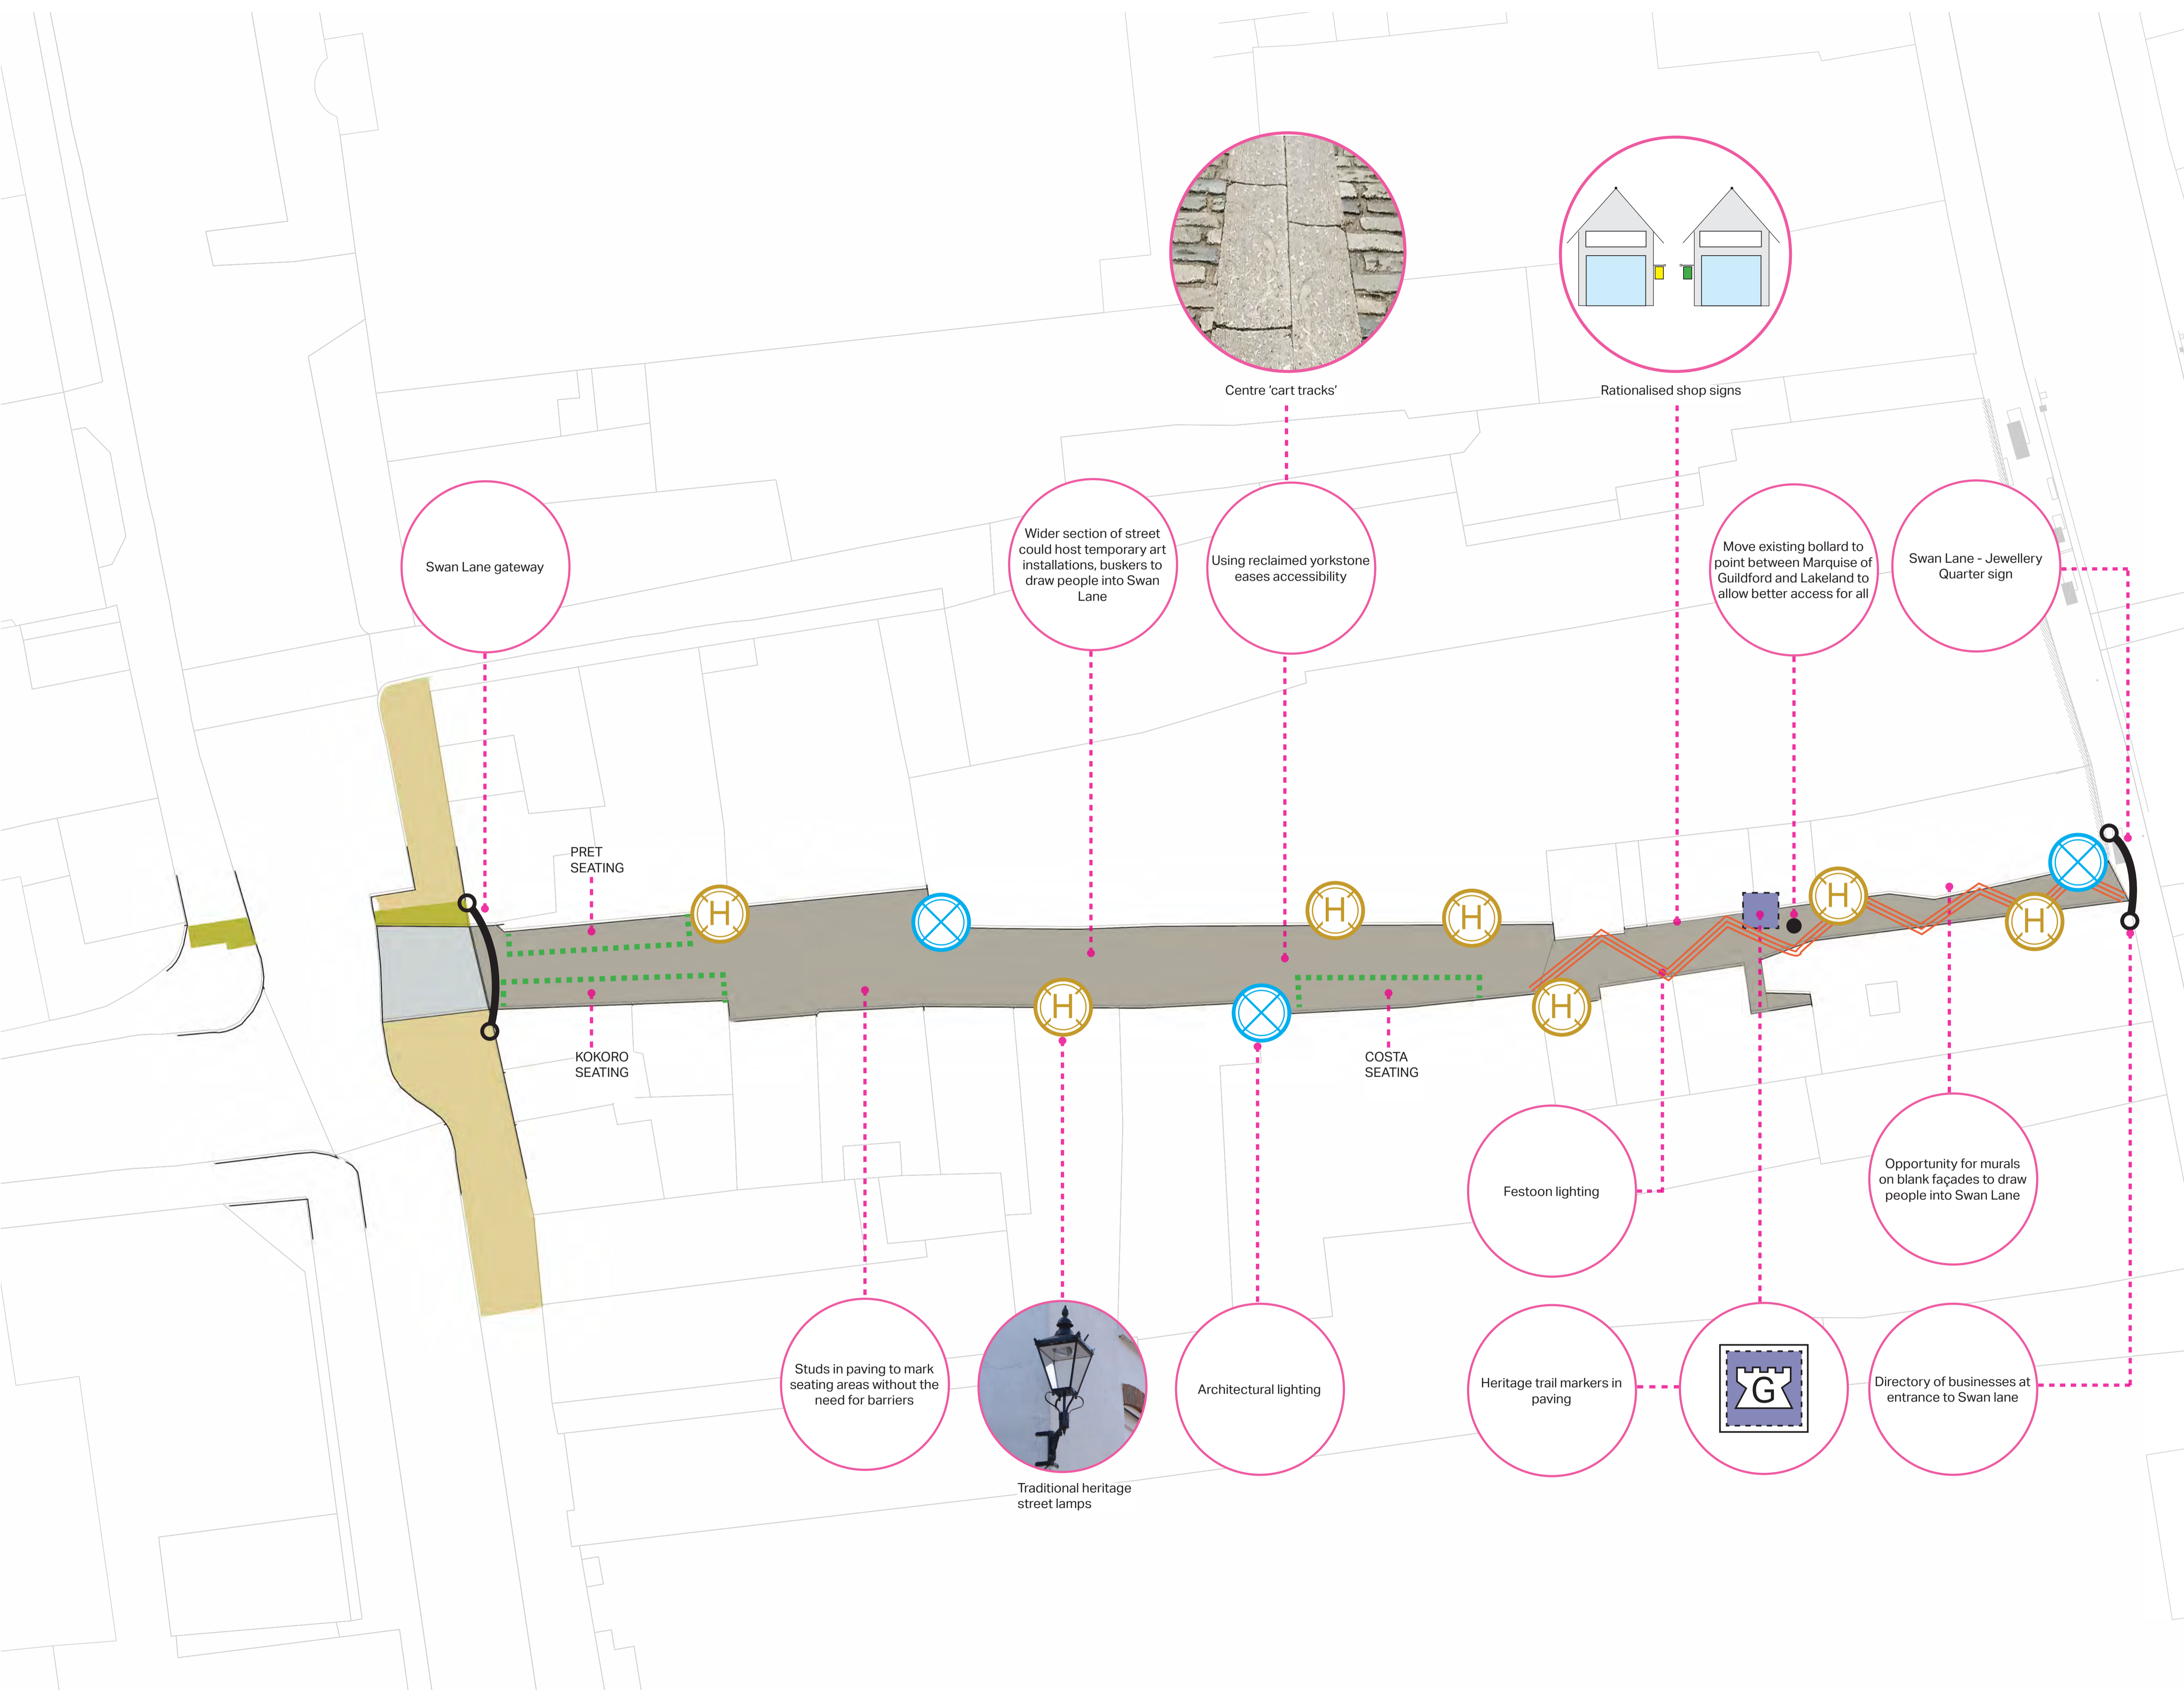 Centre ‘cart tracks’
Rationalised shop signs
Swan Lane gateway
Wider section of street
could host temporary art
installations, buskers to
draw people into Swan
Lane
Using reclaimed yorkstone
eases accessibility
Move existing bollard to
point between Marquise of
Guildford and Lakeland to
allow better access for all
Swan Lane - Jewellery
Quarter sign
PRET
SEATING
H
H
H
H
H
H
H
KOKORO
SEATING
COSTA
SEATING
Festoon lighting
Opportunity for murals
on blank façades to draw
people into Swan Lane
Studs in paving to mark
seating areas without the
need for barriers
Traditional heritage
street lamps
Architectural lighting
Heritage trail markers in
paving
G
Directory of businesses at
entrance to Swan lane